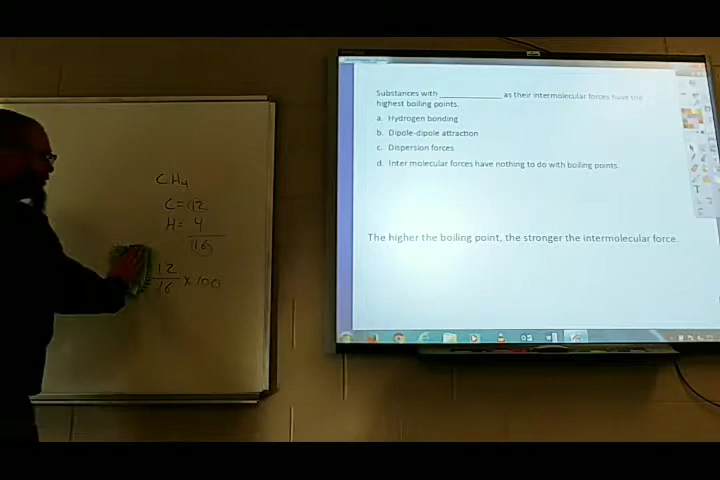 CH4
C = 12
H = 4
16
12
16 × 100
Substances with ____________ as their intermolecular forces have the
highest boiling points.
a. Hydrogen bonding
b. Dipole-dipole attraction
c. Dispersion forces
d. Inter molecular forces have nothing to do with boiling points.
The higher the boiling point, the stronger the intermolecular force.